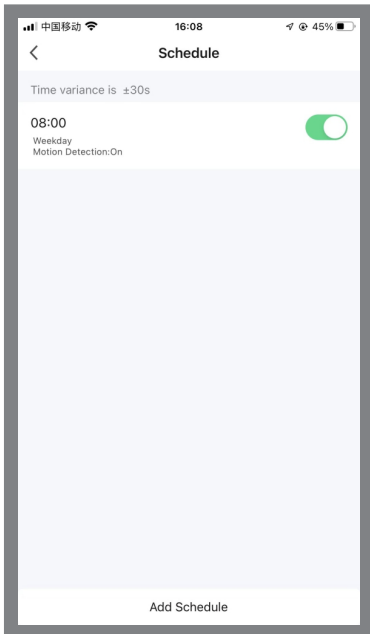 中国移动 16:08 45%
Schedule
Time variance is ±30s
08:00
Weekday
Motion Detection:On
Add Schedule